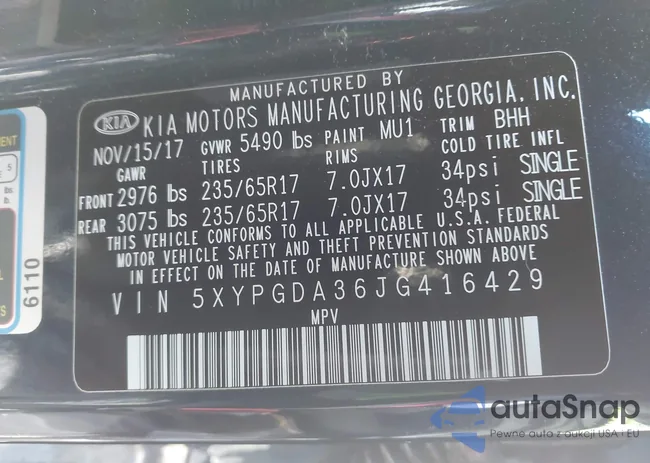 MANUFACTURED BY
KIA KIA MOTORS MANUFACTURING GEORGIA, INC.
NOV/15/17 GVWR 5490 lbs PAINT MU1 TRIM BHH
GAWR TIRES RIMS COLD TIRE INFL
FRONT 2976 lbs 235/65R17 7.0JX17 34psi SINGLE
REAR 3075 lbs 235/65R17 7.0JX17 34psi SINGLE
THIS VEHICLE CONFORMS TO ALL APPLICABLE U.S.A. FEDERAL
MOTOR VEHICLE SAFETY AND THEFT PREVENTION STANDARDS
IN EFFECT ON THE DATE OF MANUFACTURE SHOWN ABOVE.
VIN 5XYPGDA36JG416429
MPV
6110
autaSnap
Pewne auta z aukcji USA i EU